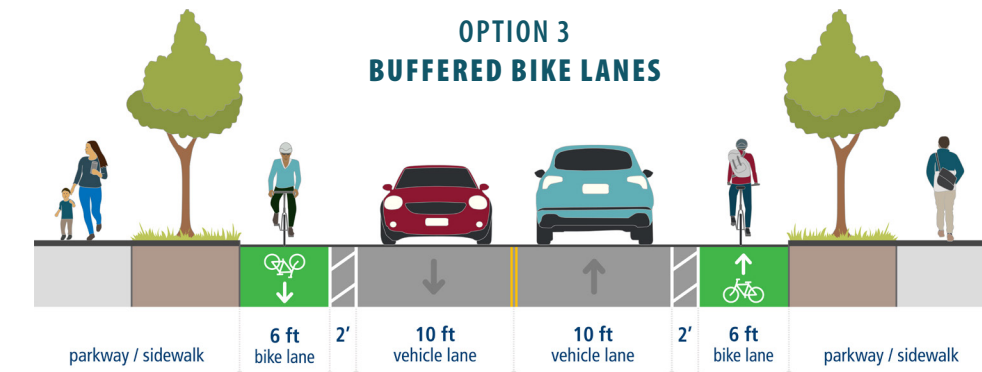 OPTION 3
BUFFERED BIKE LANES
parkway / sidewalk
6 ft
bike lane
2’
10 ft
vehicle lane
10 ft
vehicle lane
2’
6 ft
bike lane
parkway / sidewalk